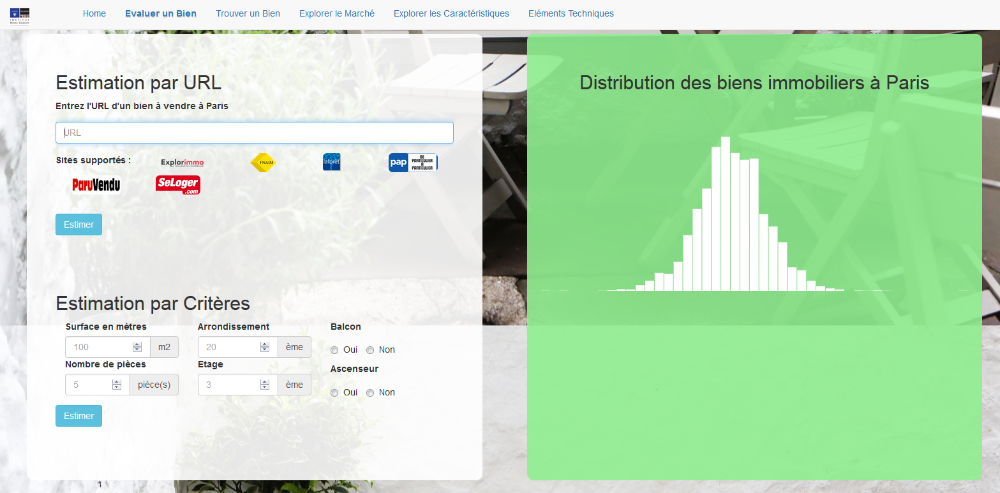 Home Evaluer un Bien Trouver un Bien Explorer le Marché Explorer les Caractéristiques Eléments Techniques
INSTITUT
Mines-Télécom
Estimation par URL
Entrez l'URL d'un bien à vendre à Paris
URL
Sites supportés :
Explorimmo
FNAIM
laforêt
pap DE PARTICULIER À PARTICULIER
ParuVendu
SeLoger
.com
Estimer
Estimation par Critères
Surface en mètres Arrondissement Balcon
100 m2 20 ème Oui Non
Nombre de pièces Etage Ascenseur
5 pièce(s) 3 ème Oui Non
Estimer
Distribution des biens immobiliers à Paris